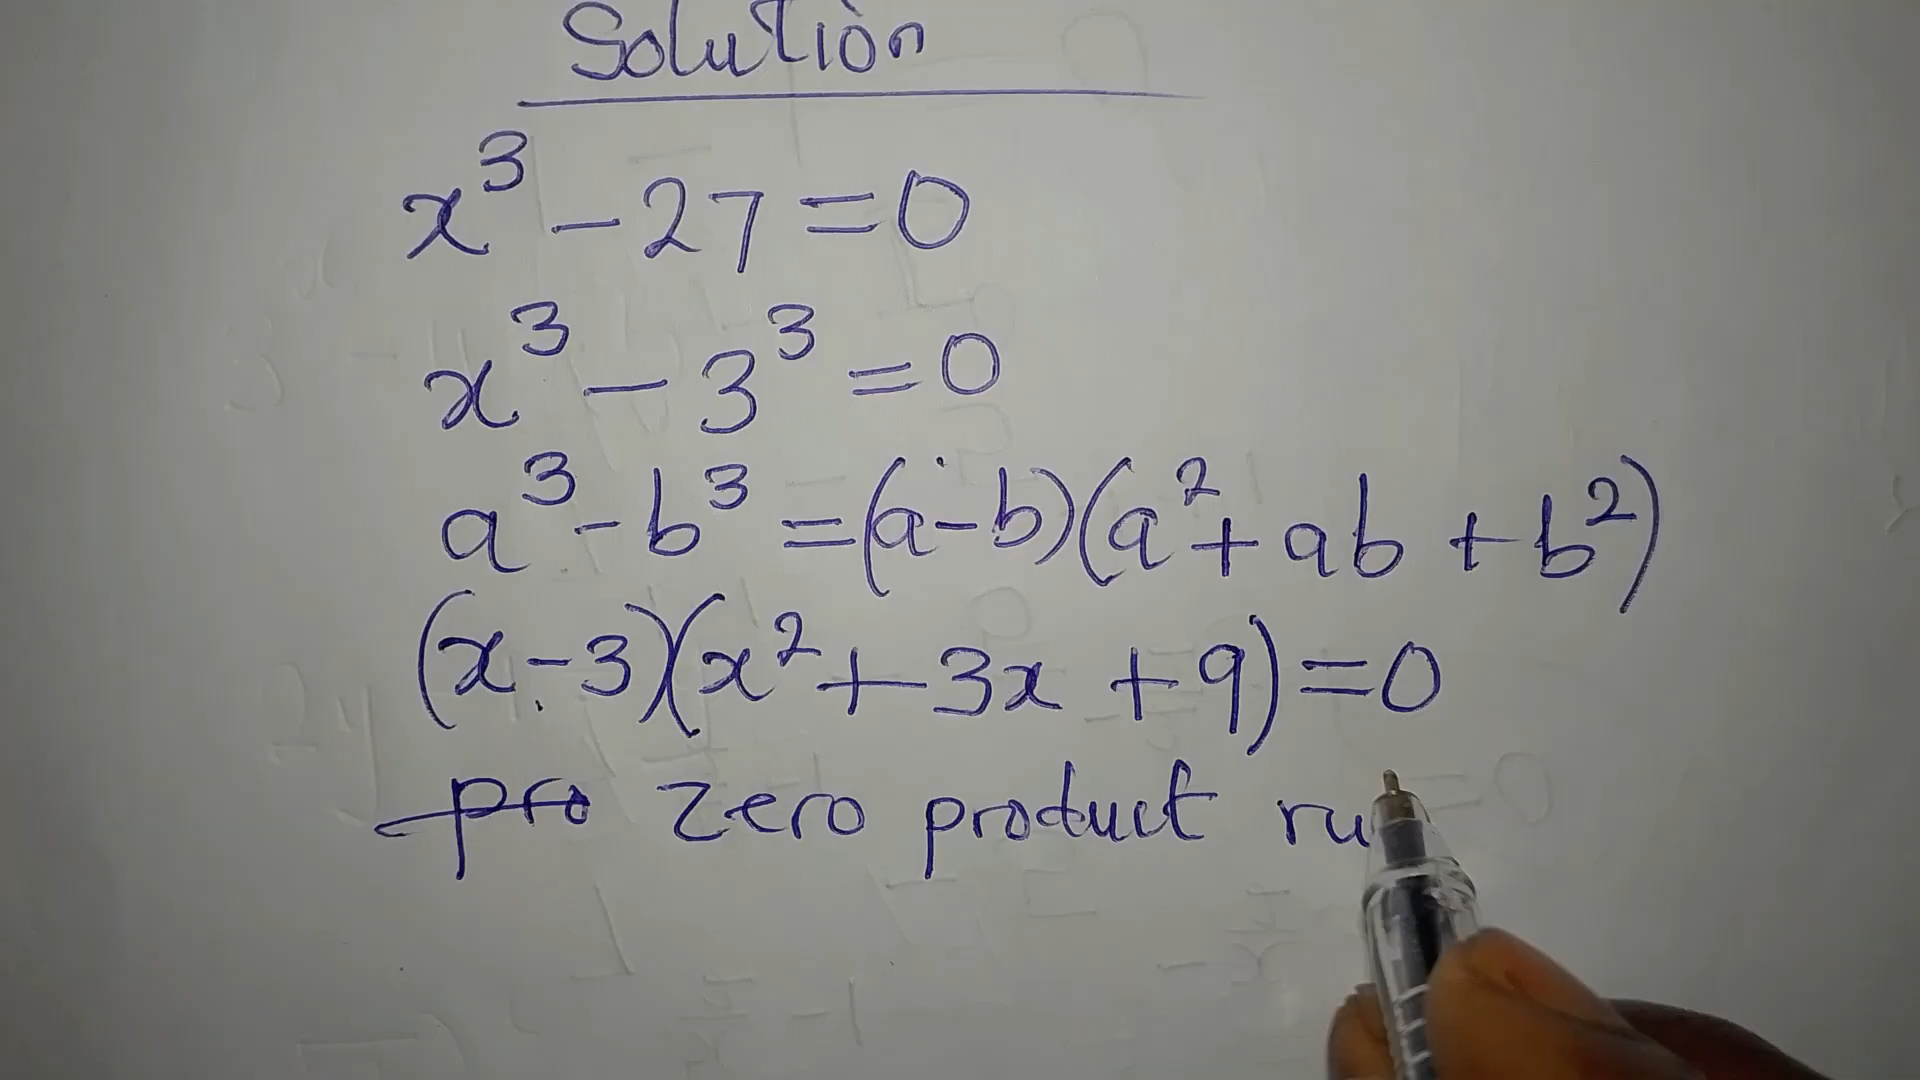 Solution
x³ - 27 = 0
x³ - 3³ = 0
a³ - b³ = (a - b)(a² + ab + b²)
(x - 3)(x² + 3x + 9) = 0
pro zero product ru